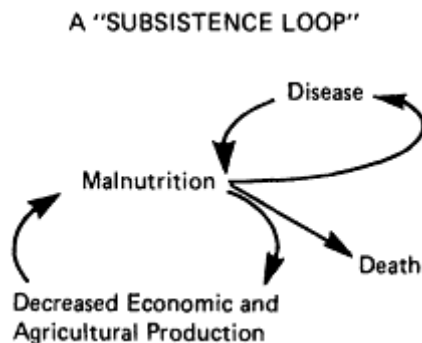 A "SUBSISTENCE LOOP"
Disease
Malnutrition
Death
Decreased Economic and
Agricultural Production